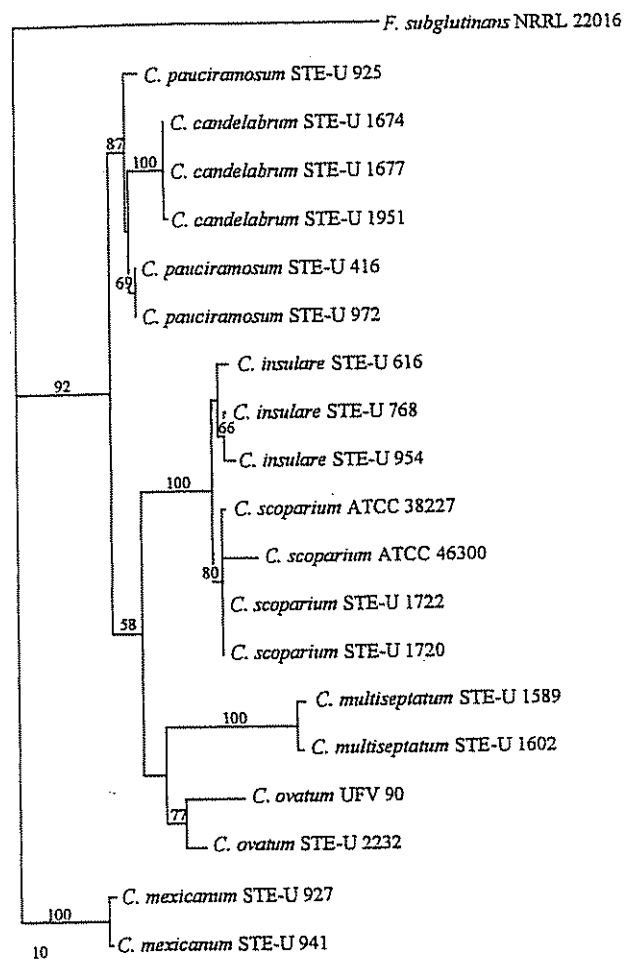 F. subglutinans NRRL 22016
C. pauciramosum STE-U 925
C. candelabrum STE-U 1674
87
100
C. candelabrum STE-U 1677
C. candelabrum STE-U 1951
C. pauciramosum STE-U 416
69
C. pauciramosum STE-U 972
C. insulare STE-U 616
92
C. insulare STE-U 768
66
C. insulare STE-U 954
100
C. scoparium ATCC 38227
C. scoparium ATCC 46300
80
C. scoparium STE-U 1722
58
C. scoparium STE-U 1720
C. multiseptatum STE-U 1589
100
C. multiseptatum STE-U 1602
C. ovatum UFV 90
77
C. ovatum STE-U 2232
C. mexicanum STE-U 927
100
C. mexicanum STE-U 941
10